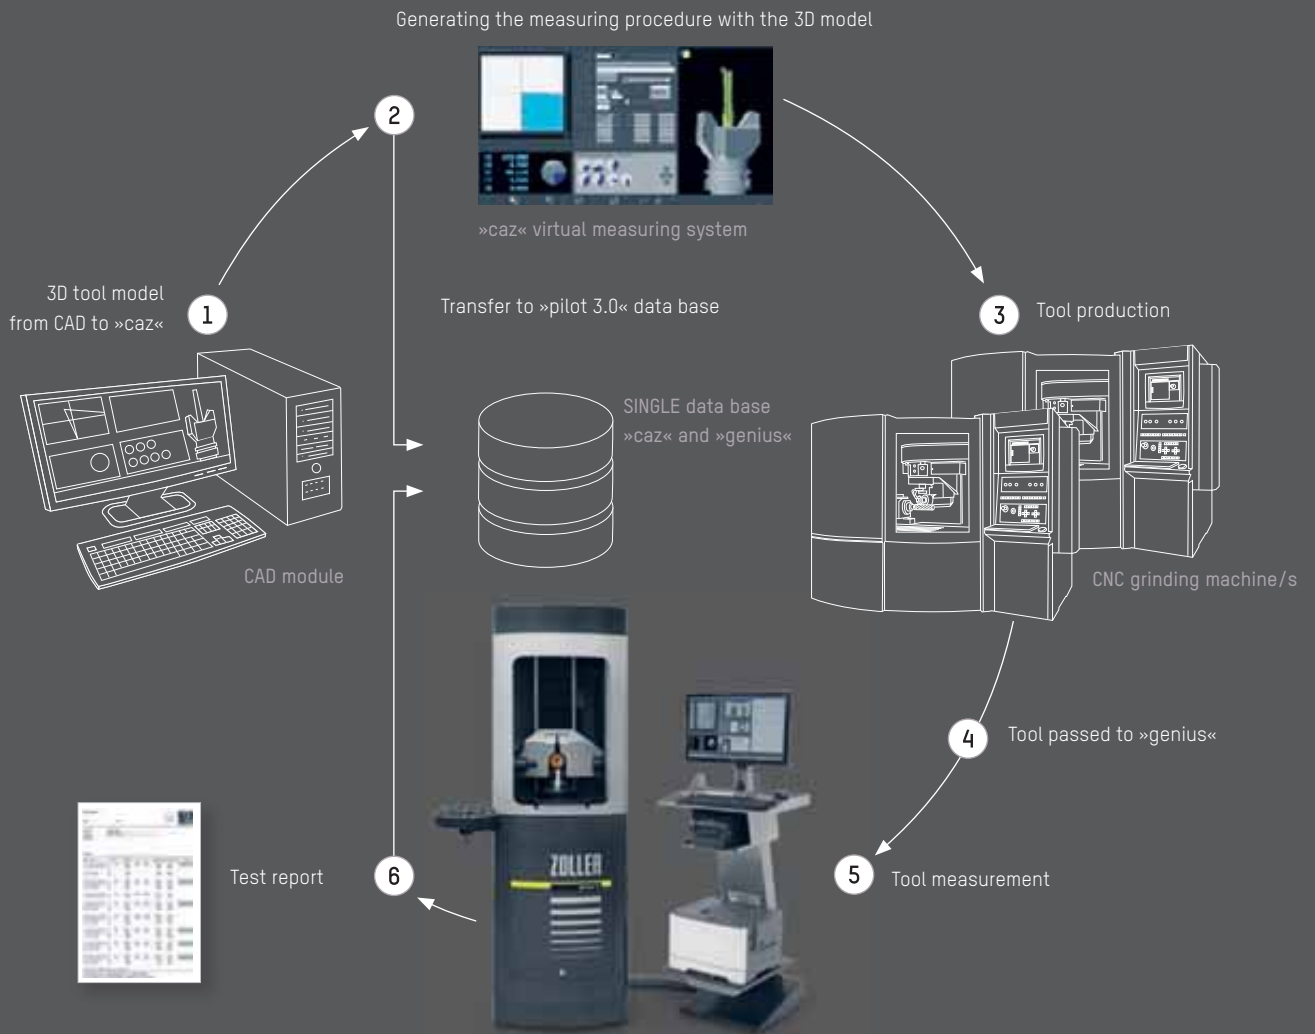 Generating the measuring procedure with the 3D model
2
»caz« virtual measuring system
3D tool model
from CAD to »caz«
1
Transfer to »pilot 3.0« data base
3
Tool production
SINGLE data base
»caz« and »genius«
CAD module
CNC grinding machine/s
4
Tool passed to »genius«
ZOLLER
5
Tool measurement
6
Test report